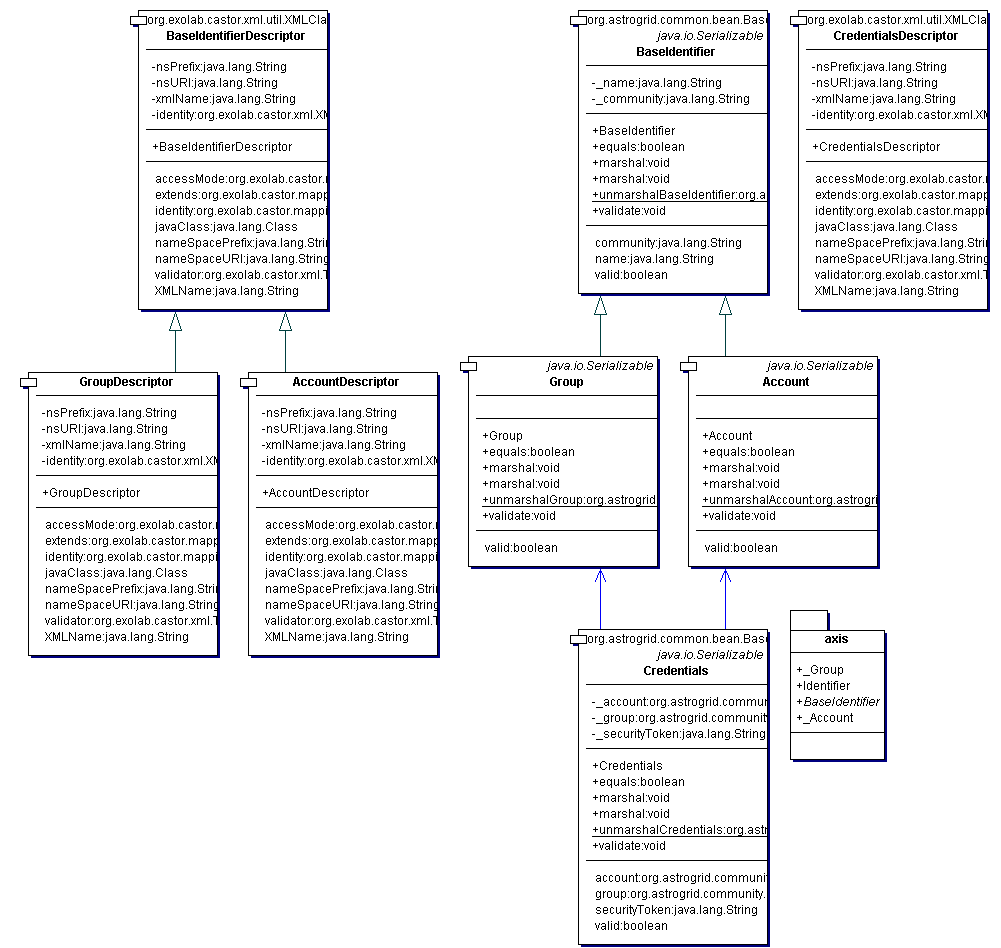 org.exolab.castor.xml.util.XMLCla
BaseIdentifierDescriptor
-nsPrefix:java.lang.String
-nsURI:java.lang.String
-xmlName:java.lang.String
-identity:org.exolab.castor.xml.XM
+BaseIdentifierDescriptor
accessMode:org.exolab.castor.r
extends:org.exolab.castor.mapp
identity:org.exolab.castor.mappi
javaClass:java.lang.Class
nameSpacePrefix:java.lang.Strin
nameSpaceURI:java.lang.String
validator:org.exolab.castor.xml.T
XMLName:java.lang.String
org.astrogrid.common.bean.Base
java.io.Serializable
BaseIdentifier
-_name:java.lang.String
-_community:java.lang.String
+BaseIdentifier
+equals:boolean
+marshal:void
+marshal:void
+unmarshalBaseIdentifier:org.a
+validate:void
community:java.lang.String
name:java.lang.String
valid:boolean
org.exolab.castor.xml.util.XMLCla
CredentialsDescriptor
-nsPrefix:java.lang.String
-nsURI:java.lang.String
-xmlName:java.lang.String
-identity:org.exolab.castor.xml.XM
+CredentialsDescriptor
accessMode:org.exolab.castor.r
extends:org.exolab.castor.mapp
identity:org.exolab.castor.mappi
javaClass:java.lang.Class
nameSpacePrefix:java.lang.Strin
nameSpaceURI:java.lang.String
validator:org.exolab.castor.xml.T
XMLName:java.lang.String
GroupDescriptor
-nsPrefix:java.lang.String
-nsURI:java.lang.String
-xmlName:java.lang.String
-identity:org.exolab.castor.xml.XM
+GroupDescriptor
accessMode:org.exolab.castor.r
extends:org.exolab.castor.mapp
identity:org.exolab.castor.mappi
javaClass:java.lang.Class
nameSpacePrefix:java.lang.Strin
nameSpaceURI:java.lang.String
validator:org.exolab.castor.xml.T
XMLName:java.lang.String
AccountDescriptor
-nsPrefix:java.lang.String
-nsURI:java.lang.String
-xmlName:java.lang.String
-identity:org.exolab.castor.xml.XM
+AccountDescriptor
accessMode:org.exolab.castor.r
extends:org.exolab.castor.mapp
identity:org.exolab.castor.mappi
javaClass:java.lang.Class
nameSpacePrefix:java.lang.Strin
nameSpaceURI:java.lang.String
validator:org.exolab.castor.xml.T
XMLName:java.lang.String
java.io.Serializable
Group
+Group
+equals:boolean
+marshal:void
+marshal:void
+unmarshalGroup:org.astrogrid
+validate:void
valid:boolean
java.io.Serializable
Account
+Account
+equals:boolean
+marshal:void
+marshal:void
+unmarshalAccount:org.astrogri
+validate:void
valid:boolean
org.astrogrid.common.bean.Base
java.io.Serializable
Credentials
-_account:org.astrogrid.commun
-_group:org.astrogrid.community
-_securityToken:java.lang.String
+Credentials
+equals:boolean
+marshal:void
+marshal:void
+unmarshalCredentials:org.astr
+validate:void
account:org.astrogrid.communit
group:org.astrogrid.community.
securityToken:java.lang.String
valid:boolean
axis
+_Group
+Identifier
+BaseIdentifier
+_Account